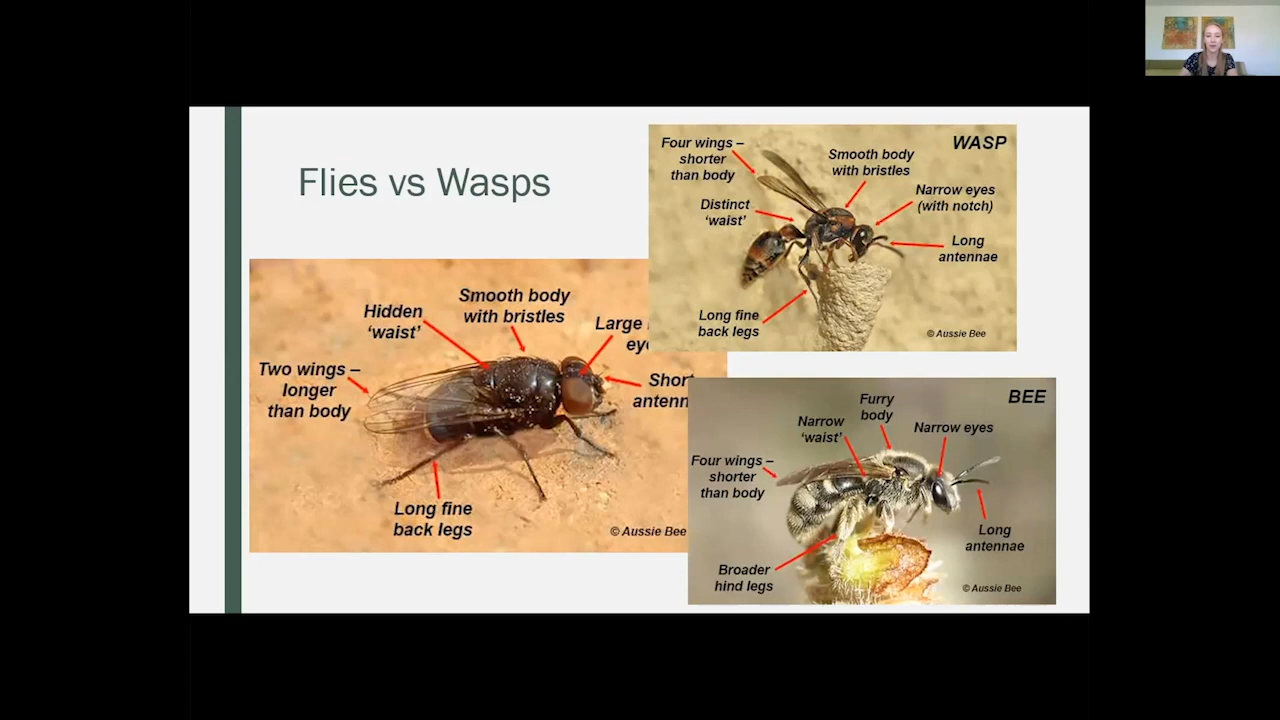 Flies vs Wasps
Hidden
‘waist’
Smooth body
with bristles
Large
Two wings –
longer
than body
Long fine
back legs
© Aussie Bee
WASP
Four wings –
shorter
than body
Smooth body
with bristles
Narrow eyes
(with notch)
Distinct
‘waist’
Long
antennae
Long fine
back legs
© Aussie Bee
BEE
Furry
body
Narrow
‘waist’
Narrow eyes
Four wings –
shorter
than body
Long
antennae
Broader
hind legs
© Aussie Bee